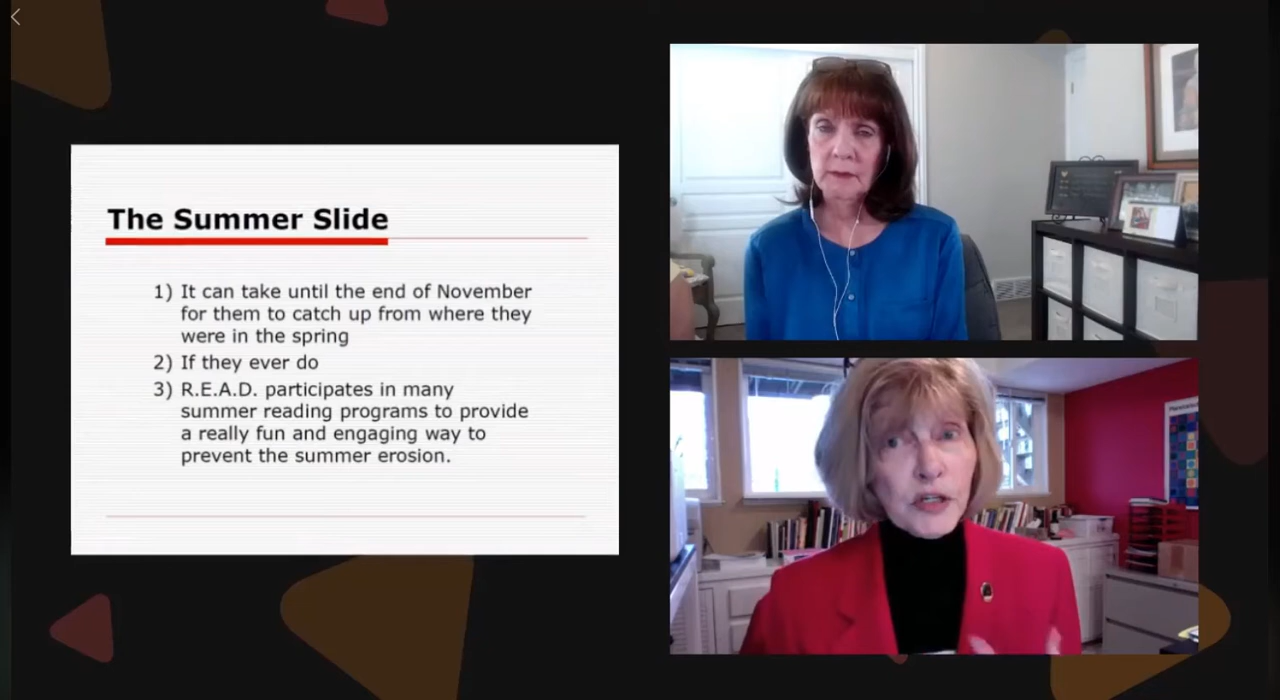 The Summer Slide
1) It can take until the end of November
for them to catch up from where they
were in the spring
2) If they ever do
3) R.E.A.D. participates in many
summer reading programs to provide
a really fun and engaging way to
prevent the summer erosion.